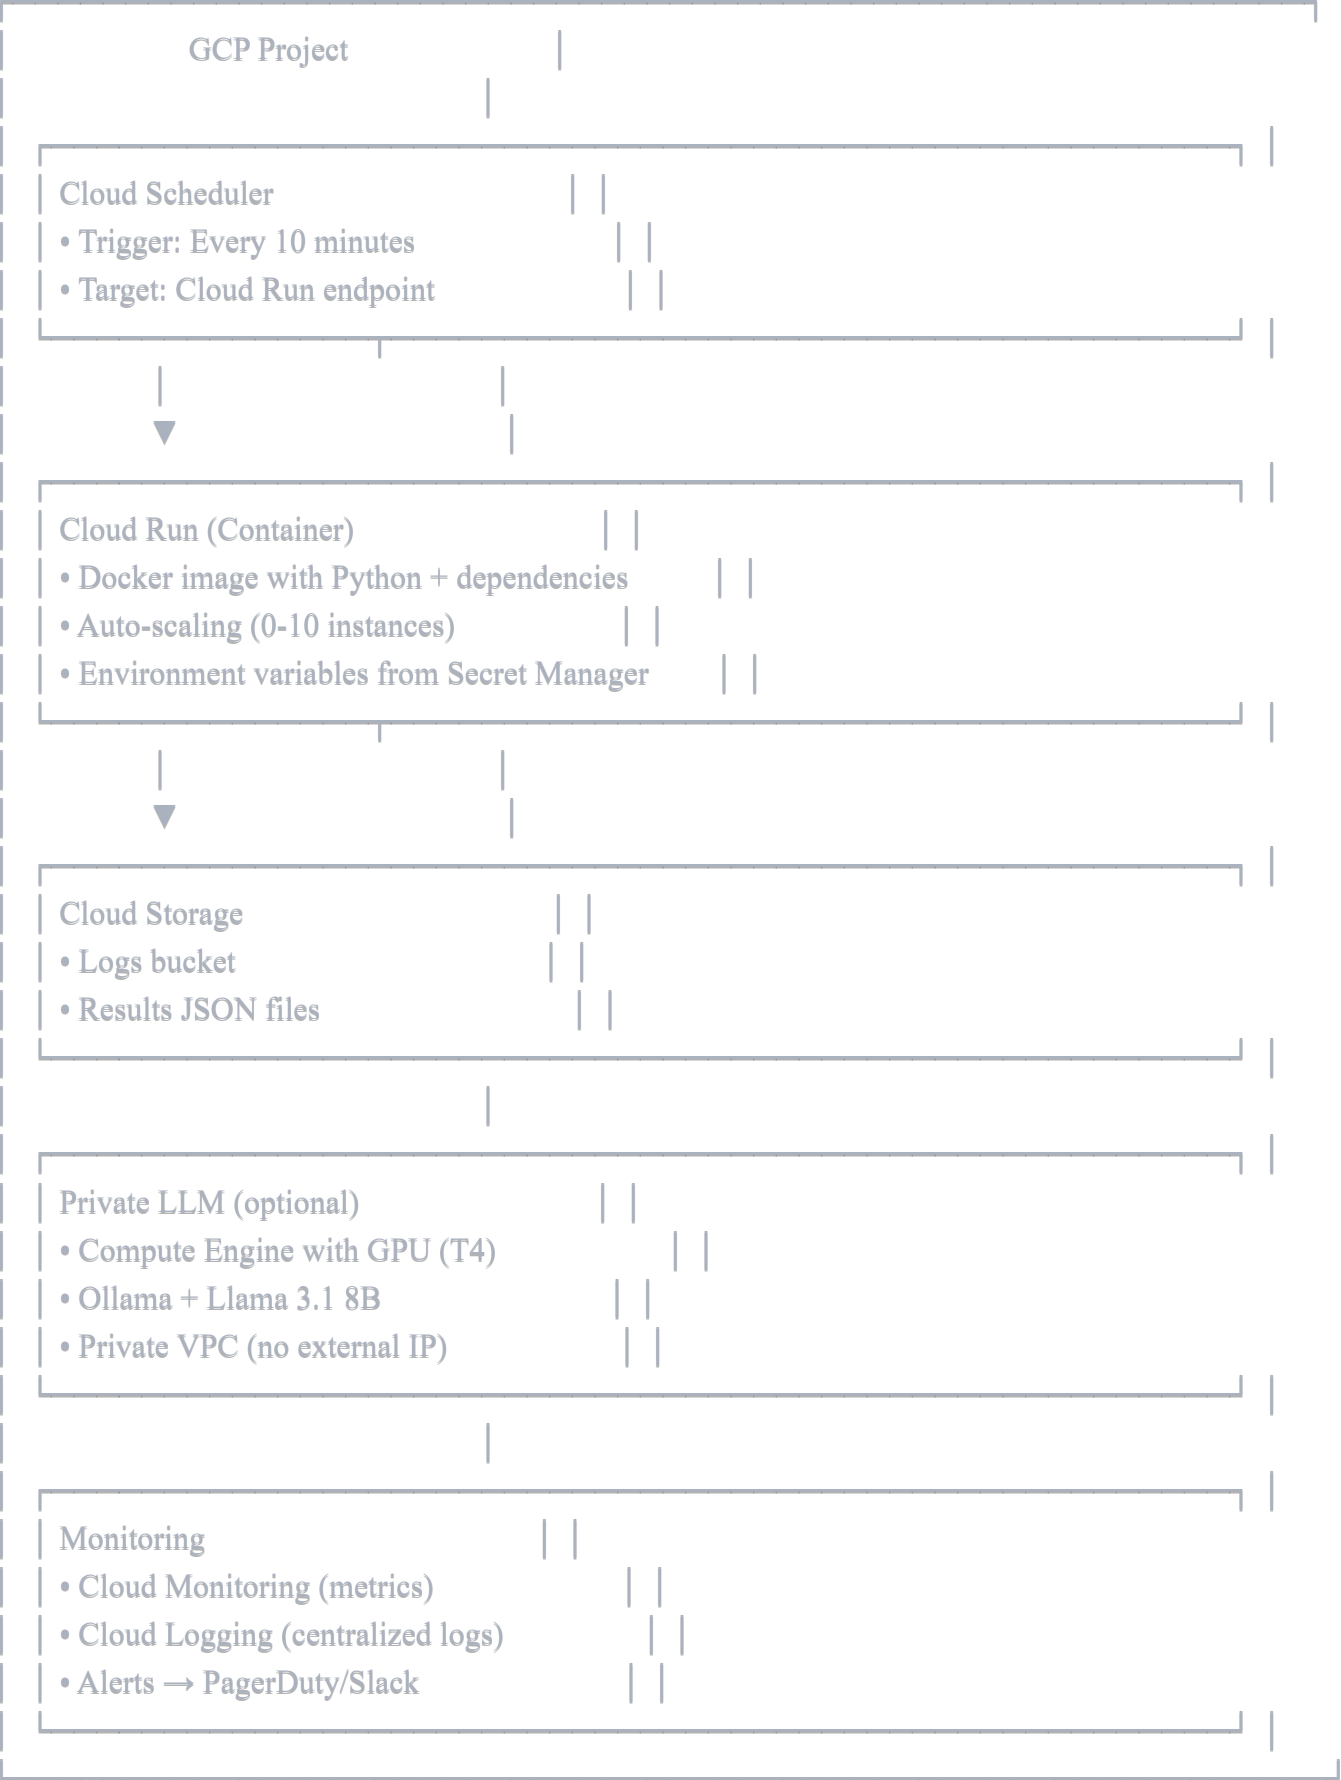 GCP Project
Cloud Scheduler
• Trigger: Every 10 minutes
• Target: Cloud Run endpoint
Cloud Run (Container)
• Docker image with Python + dependencies
• Auto-scaling (0-10 instances)
• Environment variables from Secret Manager
Cloud Storage
• Logs bucket
• Results JSON files
Private LLM (optional)
• Compute Engine with GPU (T4)
• Ollama + Llama 3.1 8B
• Private VPC (no external IP)
Monitoring
• Cloud Monitoring (metrics)
• Cloud Logging (centralized logs)
• Alerts → PagerDuty/Slack